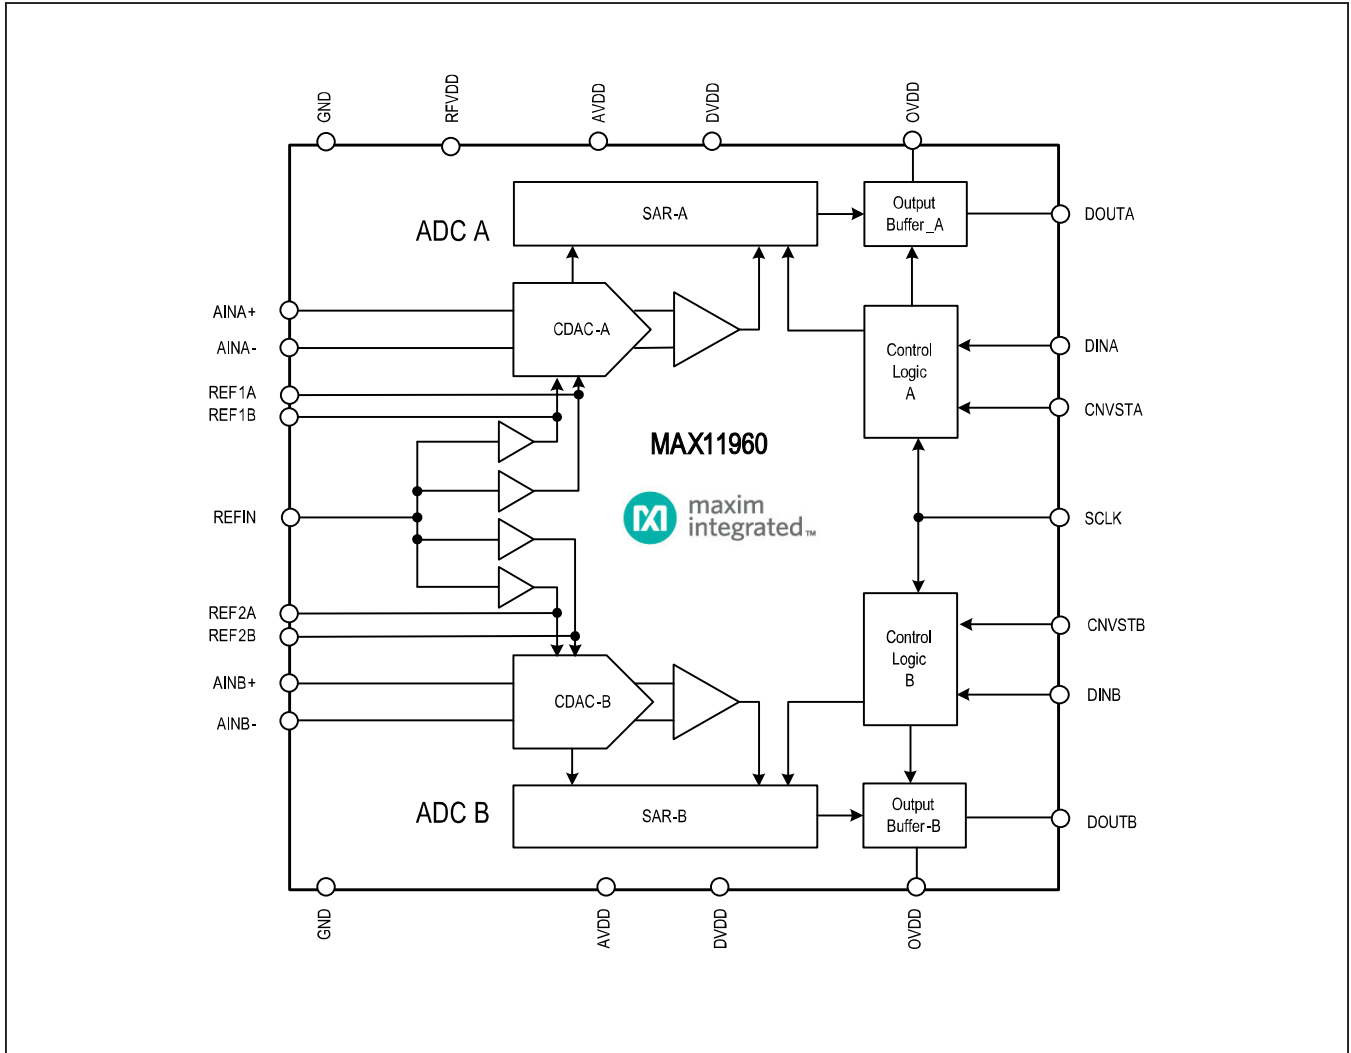 GND
RFVDD
AVDD
DVDD
OVDD
ADC A
SAR-A
Output
Buffer_A
DOUTA
AINA+
AINA-
CDAC-A
REF1A
REF1B
Control
Logic
A
DINA
CNVSTA
MAX11960
maxim
integrated™
REFIN
SCLK
REF2A
REF2B
Control
Logic
B
CNVSTB
DINB
AINB+
AINB-
CDAC-B
ADC B
SAR-B
Output
Buffer-B
DOUTB
GND
AVDD
DVDD
OVDD